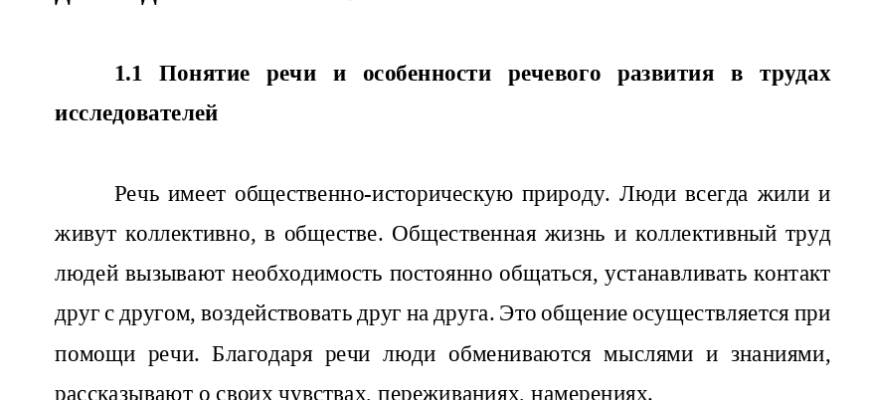 1.1 Понятие речи и особенности речевого развития в трудах
исследователей
Речь имеет общественно-историческую природу. Люди всегда жили и
живут коллективно, в обществе. Общественная жизнь и коллективный труд
людей вызывают необходимость постоянно общаться, устанавливать контакт
друг с другом, воздействовать друг на друга. Это общение осуществляется при
помощи речи. Благодаря речи люди обмениваются мыслями и знаниями,
рассказывают о своих чувствах, переживаниях, намерениях.